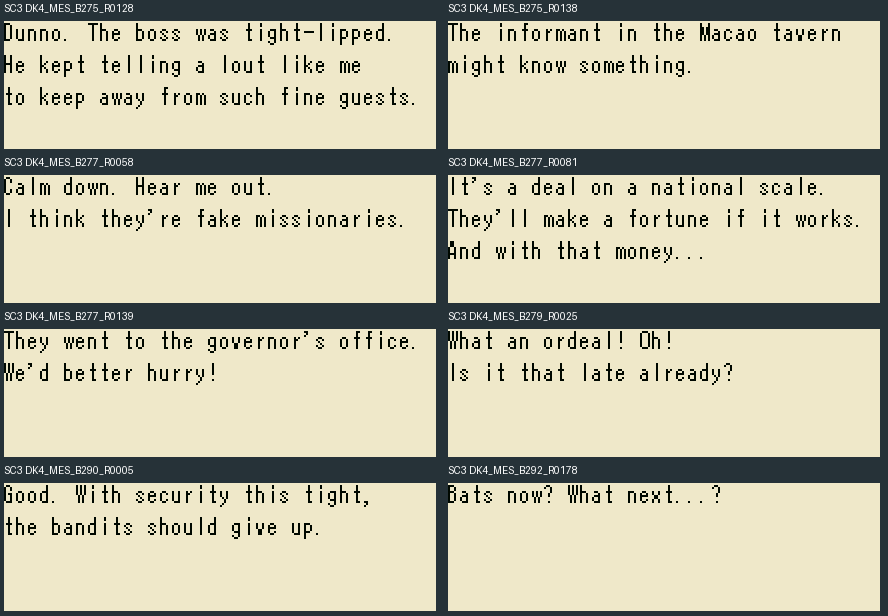 SC3 DK4_MES_B275_R0128
Dunno. The boss was tight-lipped.
He kept telling a lout like me
to keep away from such fine guests.
SC3 DK4_MES_B275_R0138
The informant in the Macao tavern
might know something.
SC3 DK4_MES_B277_R0058
Calm down. Hear me out.
I think they're fake missionaries.
SC3 DK4_MES_B277_R0081
It's a deal on a national scale.
They'll make a fortune if it works.
And with that money...
SC3 DK4_MES_B277_R0139
They went to the governor's office.
We'd better hurry!
SC3 DK4_MES_B279_R0025
What an ordeal! Oh!
Is it that late already?
SC3 DK4_MES_B290_R0005
Good. With security this tight,
the bandits should give up.
SC3 DK4_MES_B292_R0178
Bats now? What next...?